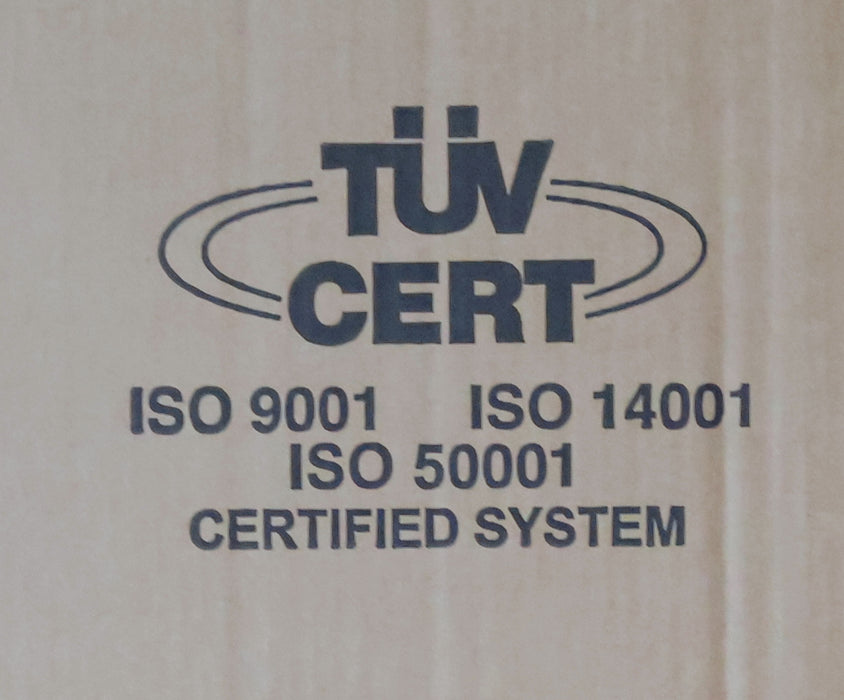 TÜV
CERT
ISO 9001 ISO 14001
ISO 50001
CERTIFIED SYSTEM